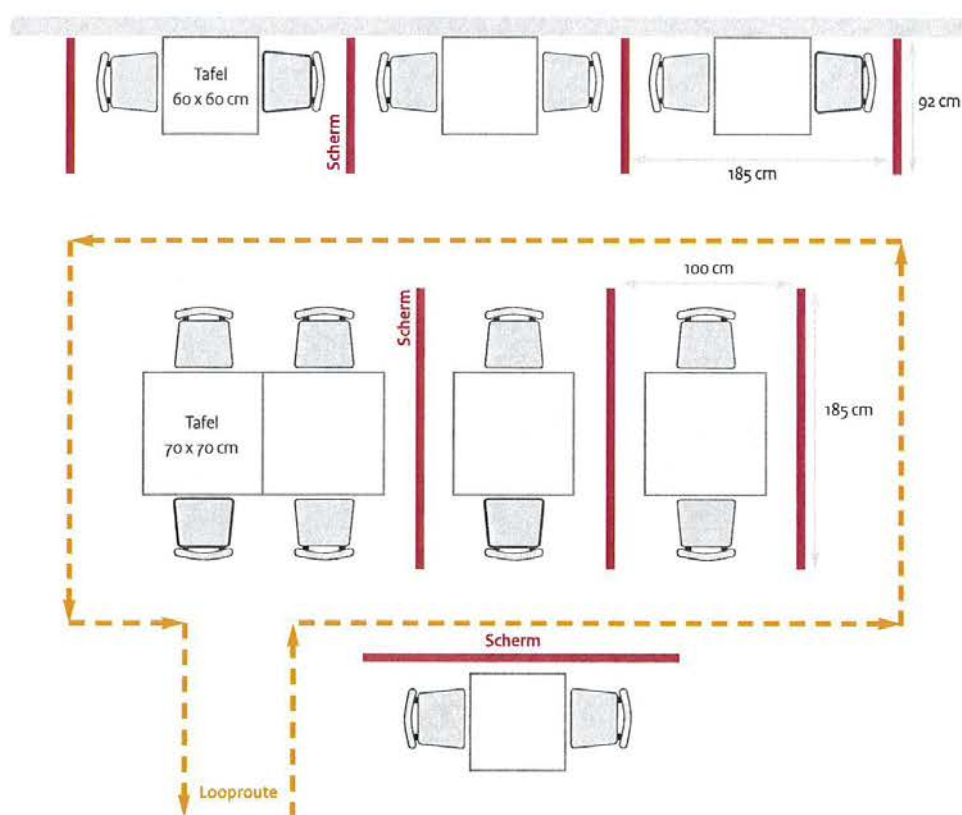 Tafel
60 x 60 cm
Scherm
92 cm
185 cm
100 cm
Scherm
Tafel
70 x 70 cm
185 cm
Scherm
Looproute